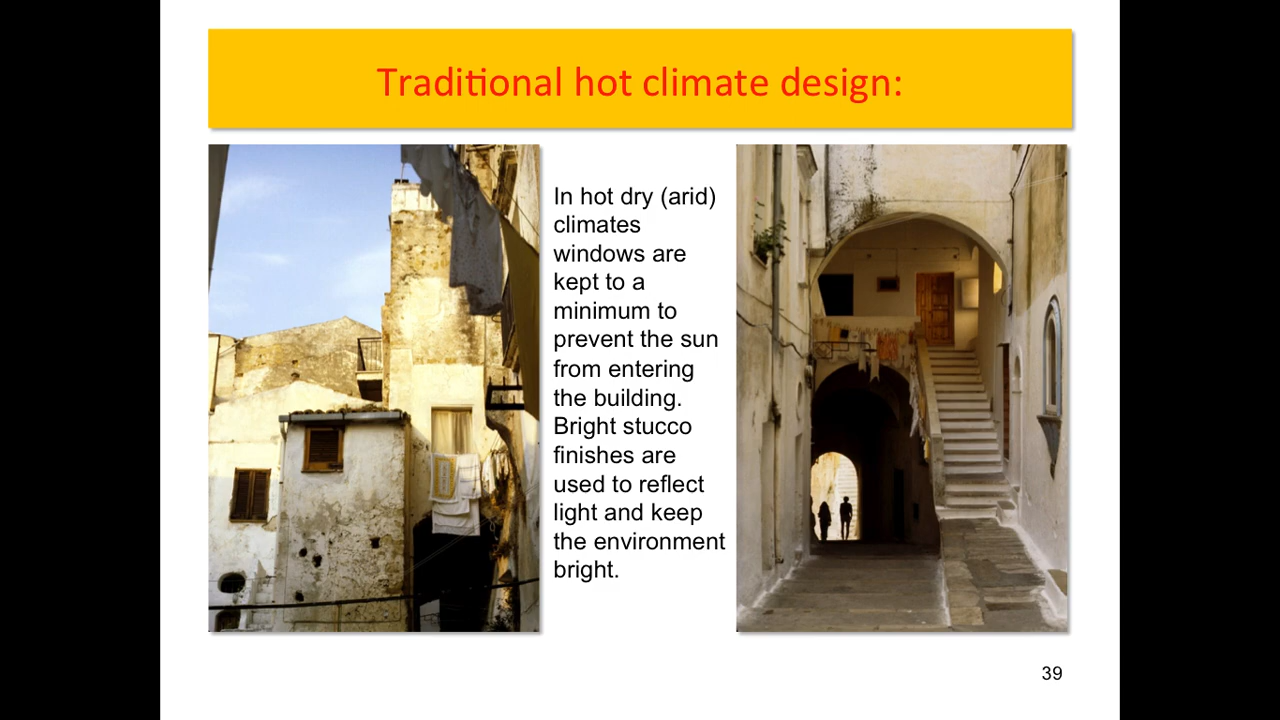 Traditional hot climate design:
In hot dry (arid)
climates
windows are
kept to a
minimum to
prevent the sun
from entering
the building.
Bright stucco
finishes are
used to reflect
light and keep
the environment
bright.
39